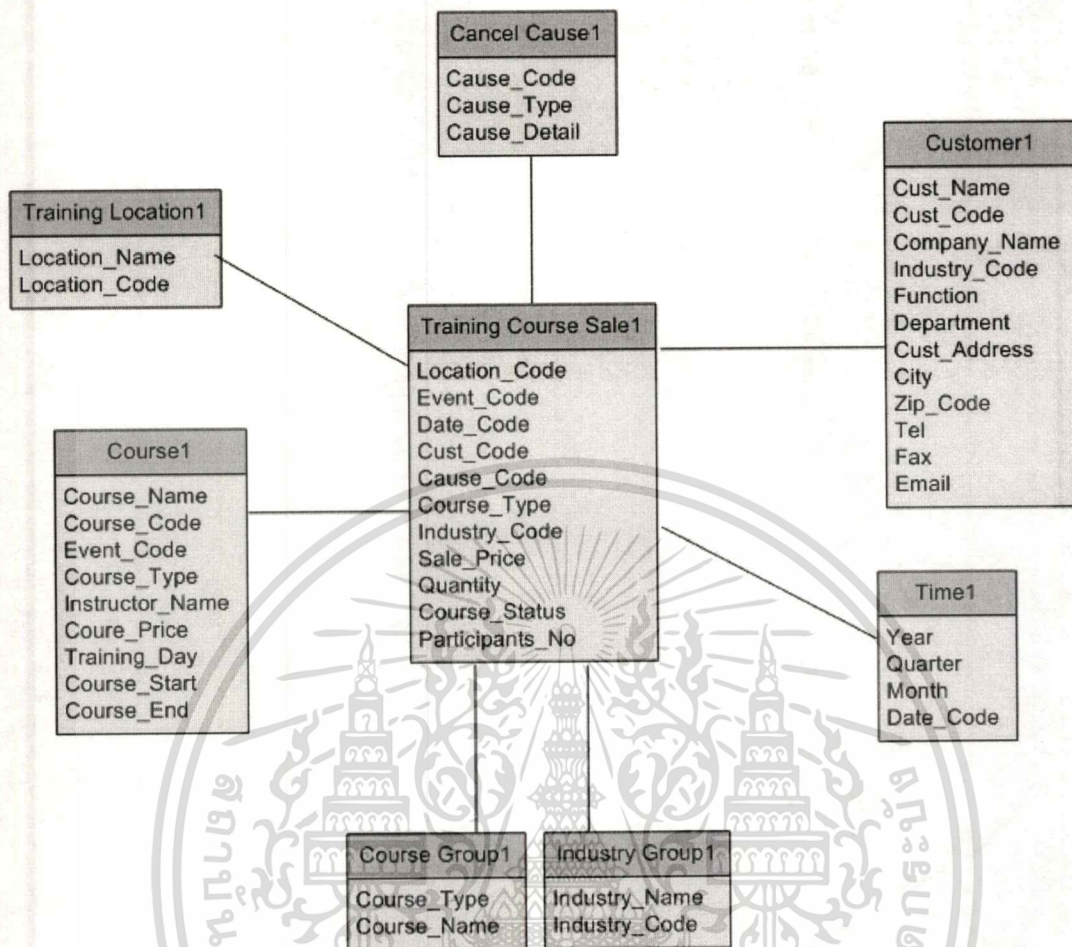 Cancel Cause1
Cause_Code
Cause_Type
Cause_Detail
Training Location1
Location_Name
Location_Code
Customer1
Cust_Name
Cust_Code
Company_Name
Industry_Code
Function
Department
Cust_Address
City
Zip_Code
Tel
Fax
Email
Training Course Sale1
Location_Code
Event_Code
Date_Code
Cust_Code
Cause_Code
Course_Type
Industry_Code
Sale_Price
Quantity
Course_Status
Participants_No
Course1
Course_Name
Course_Code
Event_Code
Course_Type
Instructor_Name
Coure_Price
Training_Day
Course_Start
Course_End
Time1
Year
Quarter
Month
Date_Code
Course Group1
Course_Type
Course_Name
Industry Group1
Industry_Name
Industry_Code